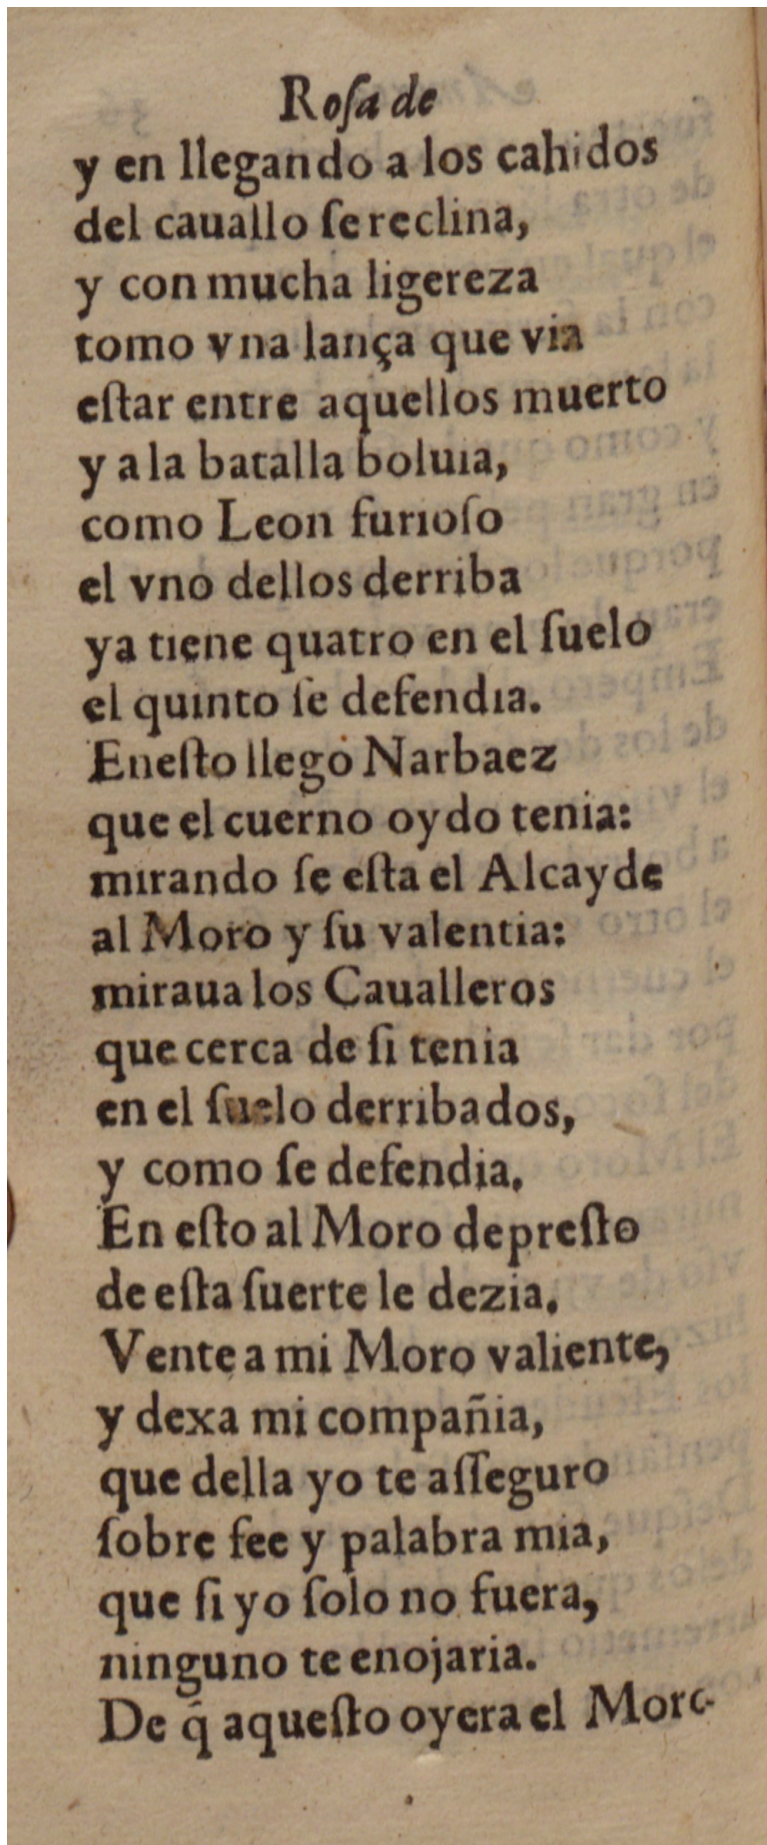 Roſa de
y en llegando a los cahidos
del cauallo ſe reclina,
y con mucha ligereza
tomo vna lança que via
eſtar entre aquellos muerto
y a la batalla boluia,
como Leon furioſo
el vno dellos derriba
ya tiene quatro en el ſuelo
el quinto ſe defendia.
En eſto llego Narbaez
que el cuerno oydo tenia:
mirando ſe eſta el Alcayde
al Moro y ſu valentia:
miraua los Caualleros
que cerca de ſi tenia
en el ſuelo derribados,
y como ſe defendia.
En eſto al Moro depreſto
de eſta ſuerte le dezia.
Vente a mi Moro valiente,
y dexa mi compañia,
que della yo te aſſeguro
ſobre fee y palabra mia,
que ſi yo ſolo no fuera,
ninguno te enojaria.
De q̃ aqueſto oyera el Moro